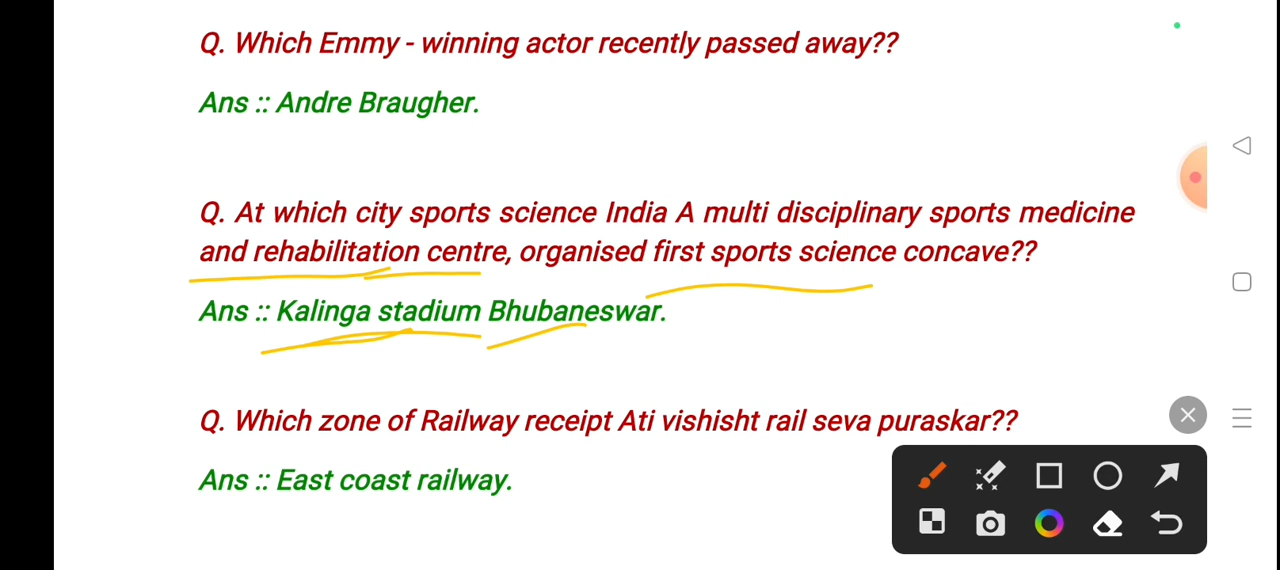 Q. Which Emmy - winning actor recently passed away??
Ans :: Andre Braugher.
Q. At which city sports science India A multi disciplinary sports medicine
and rehabilitation centre, organised first sports science concave??
Ans :: Kalinga stadium Bhubaneswar.
Q. Which zone of Railway receipt Ati vishisht rail seva puraskar??
Ans :: East coast railway.